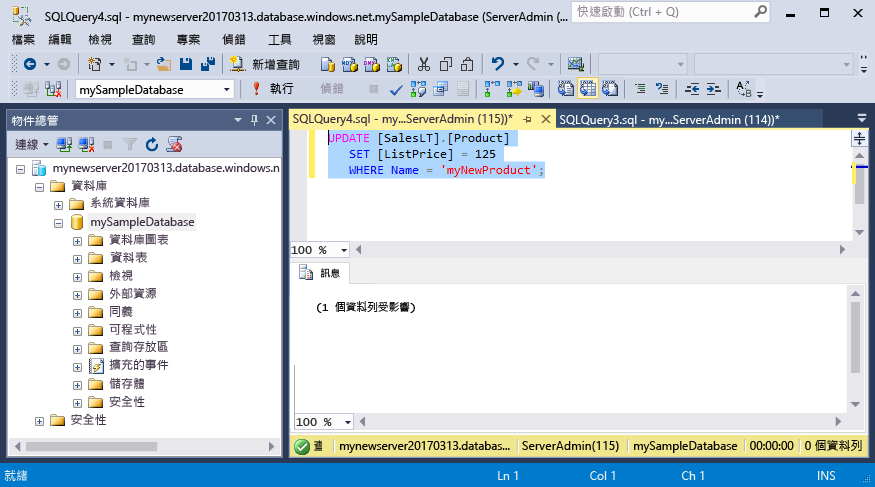 SQLQuery4.sql - mynewserver20170313.database.windows.net.mySampleDatabase (ServerAdmin (...
快速啟動 (Ctrl + Q)
檔案 編輯 檢視 查詢 專案 偵錯 工具 視窗 說明
新增查詢
MDX DMX XMLA
mySampleDatabase 執行 偵錯
物件總管
SQLQuery4.sql - my...ServerAdmin (115))* SQLQuery3.sql - my...ServerAdmin (114))*
連線
mynewserver20170313.database.windows.n
資料庫
系統資料庫
mySampleDatabase
資料庫圖表
資料表
檢視
外部資源
同義
可程式性
查詢存放區
擴充的事件
儲存體
安全性
安全性
UPDATE [SalesLT].[Product]
SET [ListPrice] = 125
WHERE Name = 'myNewProduct';
100 %
訊息
(1 個資料列受影響)
100 %
mynewserver20170313.databas... ServerAdmin(115) mySampleDatabase 00:00:00 0 個資料列
就緒 Ln 1 Col 1 Ch 1 INS